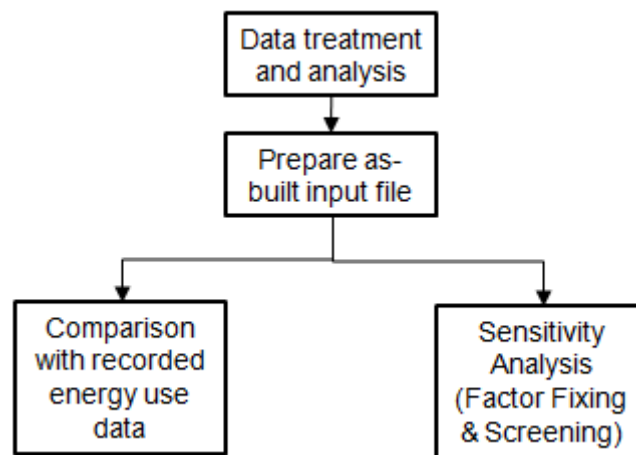 Data treatment
and analysis
Prepare as-
built input file
Comparison
with recorded
energy use
data
Sensitivity
Analysis
(Factor Fixing
& Screening)